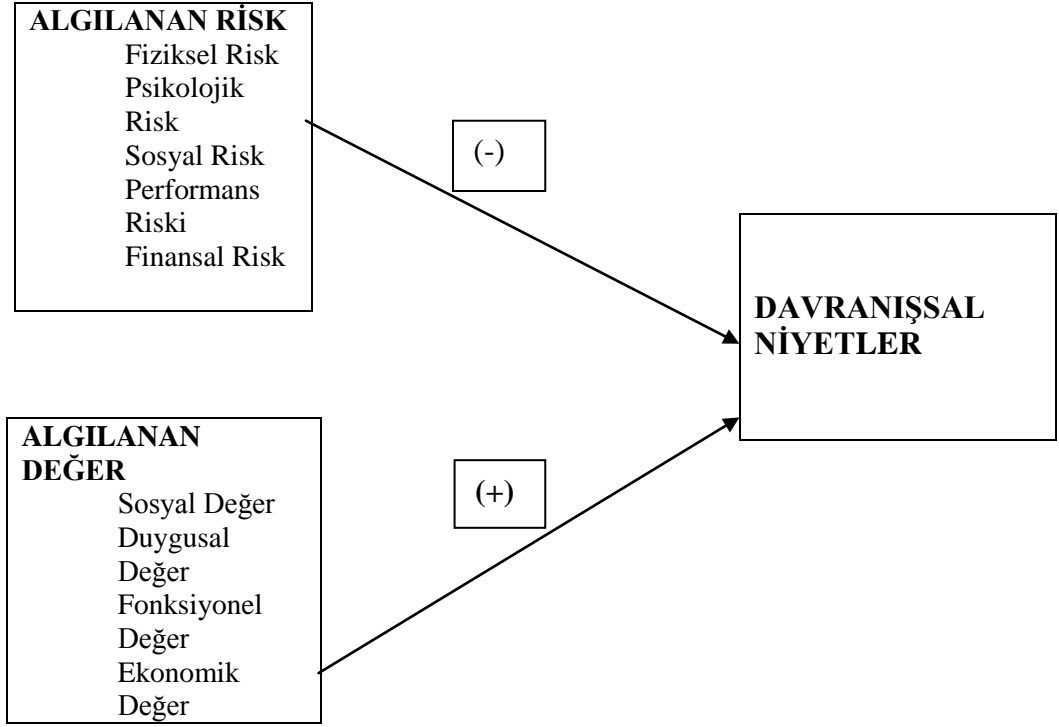 ALGILANAN RİSK
Fiziksel Risk
Psikolojik
Risk
Sosyal Risk
Performans
Riski
Finansal Risk
(-)
DAVRANIŞSAL
NİYETLER
ALGILANAN
DEĞER
Sosyal Değer
Duygusal
Değer
Fonksiyonel
Değer
Ekonomik
Değer
(+)